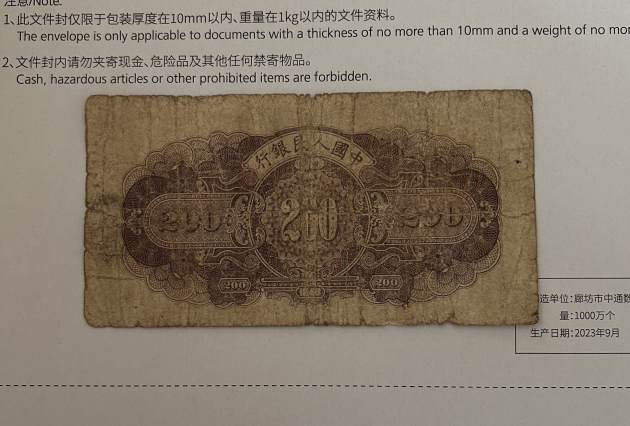 注意/Note:
1、此文件封仅限于包装厚度在10mm以内、重量在1kg以内的文件资料。
The envelope is only applicable to documents with a thickness of no more than 10mm and a weight of no mor
2、文件封内请勿夹寄现金、危险品及其他任何禁寄物品。
Cash, hazardous articles or other prohibited items are forbidden.
行銀民人國中
200 200 200
200 200
造单位:廊坊市中通数
量:1000万个
生产日期:2023年9月